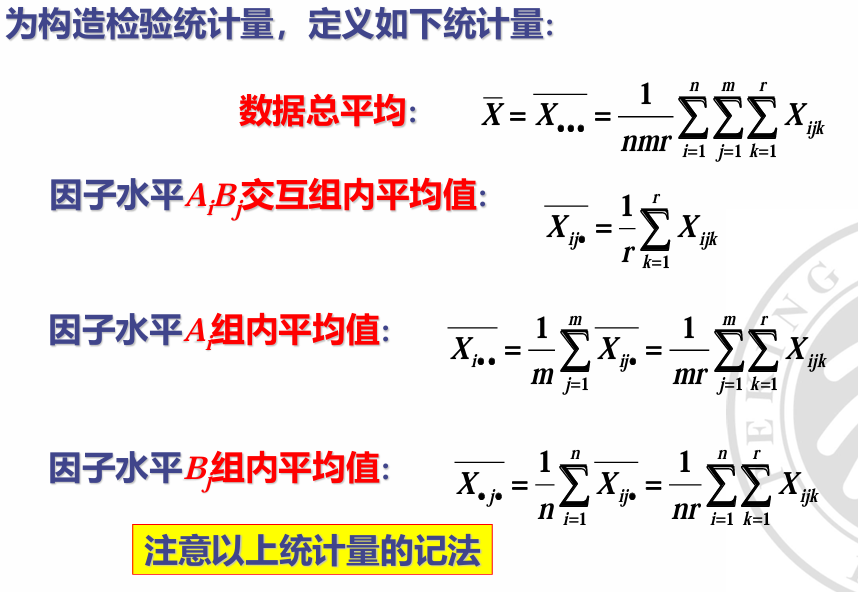 为构造检验统计量，定义如下统计量：
数据总平均： $\overline{X} = \overline{X_{\bullet\bullet\bullet}} = \frac{1}{nmr}\sum_{i=1}^{n}\sum_{j=1}^{m}\sum_{k=1}^{r} X_{ijk}$
因子水平$A_iB_j$交互组内平均值： $\overline{X_{ij\bullet}} = \frac{1}{r}\sum_{k=1}^{r} X_{ijk}$
因子水平$A_i$组内平均值： $\overline{X_{i\bullet\bullet}} = \frac{1}{m}\sum_{j=1}^{m} \overline{X_{ij\bullet}} = \frac{1}{mr}\sum_{j=1}^{m}\sum_{k=1}^{r} X_{ijk}$
因子水平$B_j$组内平均值： $\overline{X_{\bullet j\bullet}} = \frac{1}{n}\sum_{i=1}^{n} \overline{X_{ij\bullet}} = \frac{1}{nr}\sum_{i=1}^{n}\sum_{k=1}^{r} X_{ijk}$
注意以上统计量的记法